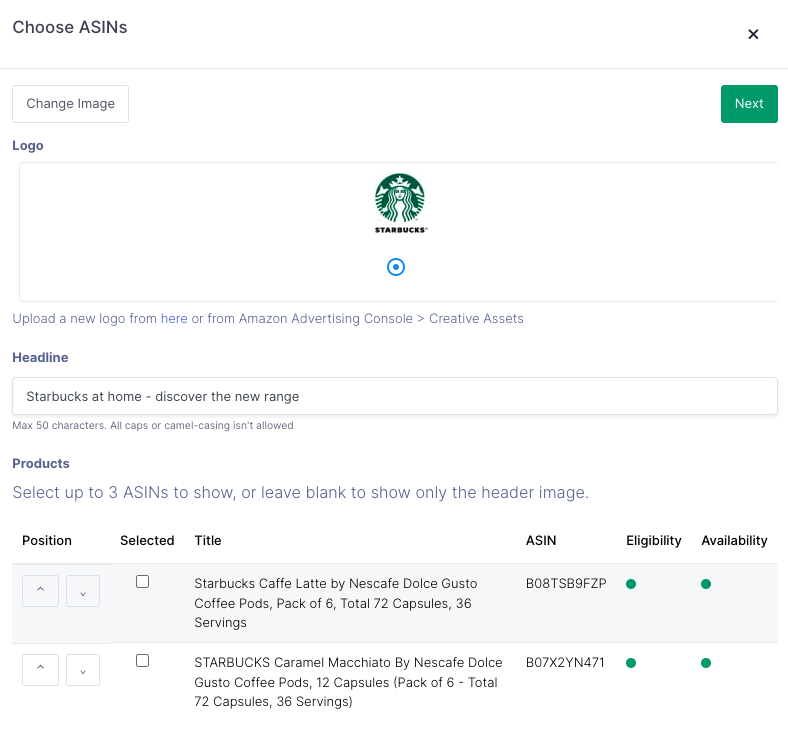 Choose ASINs
Change Image
Next
Logo
STARBUCKS
Upload a new logo from here or from Amazon Advertising Console > Creative Assets
Headline
Starbucks at home - discover the new range
Max 50 characters. All caps or camel-casing isn't allowed
Products
Select up to 3 ASINs to show, or leave blank to show only the header image.
Position Selected Title ASIN Eligibility Availability
Starbucks Caffe Latte by Nescafe Dolce Gusto B08TSB9FZP
Coffee Pods, Pack of 6, Total 72 Capsules, 36
Servings
STARBUCKS Caramel Macchiato By Nescafe Dolce B07X2YN471
Gusto Coffee Pods, 12 Capsules (Pack of 6 - Total
72 Capsules, 36 Servings)